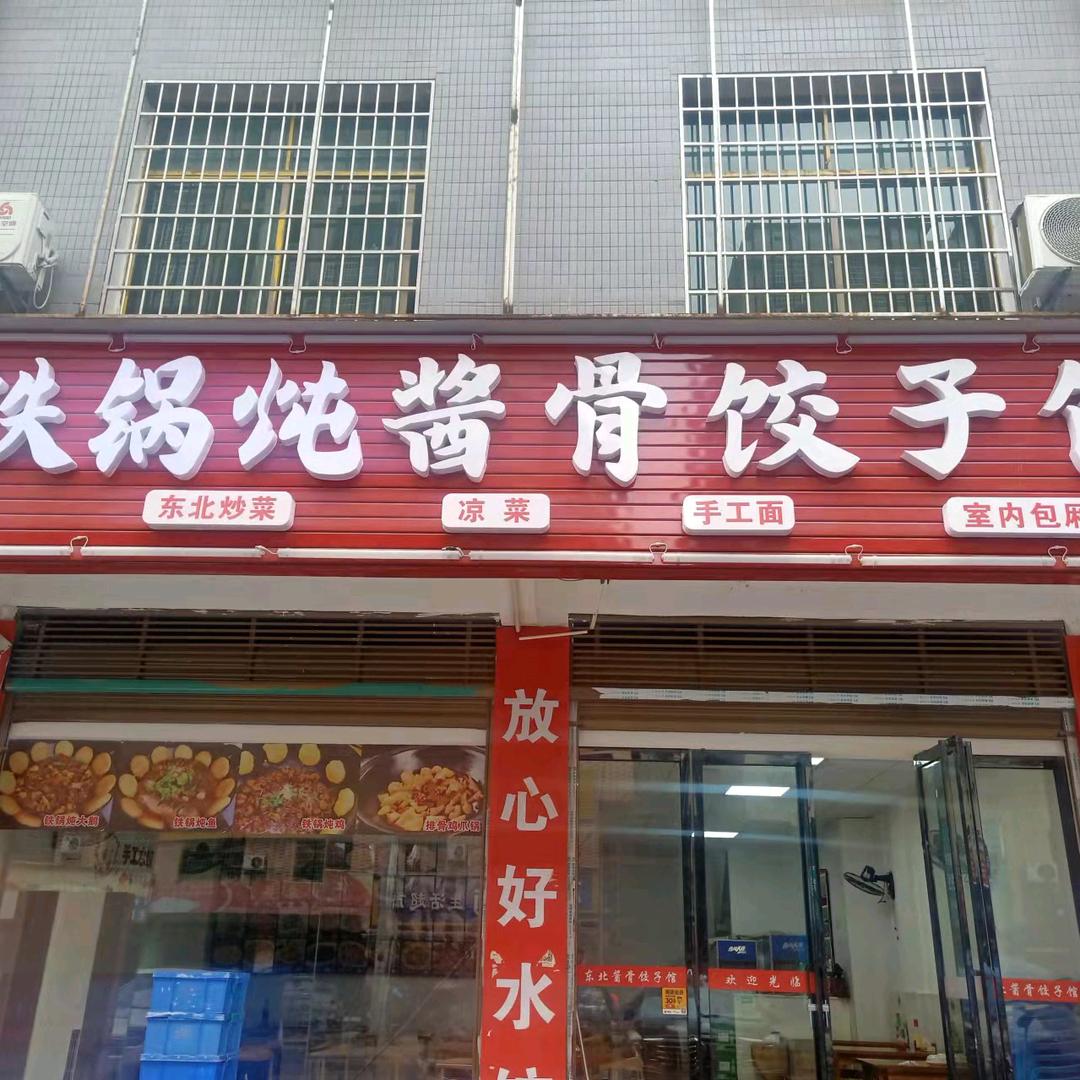 铁锅炖酱骨饺子馆
东北炒菜
凉菜
手工面
室内包厢
放心好水饺
铁锅炖大鹅
铁锅炖鱼
铁锅炖鸡
排骨鸡爪锅
东北酱骨饺子馆
欢迎光临
北酱骨饺子馆